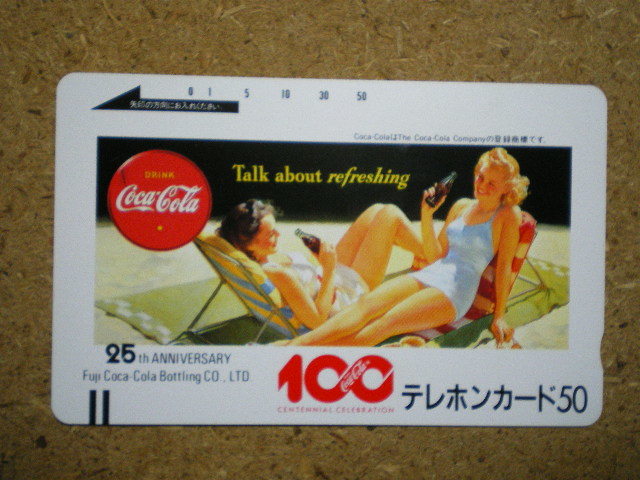 0 1 5 10 30 50
矢印の方向にお入れください
Coca-ColaはThe Coca-Cola Companyの登録商標です.
DRINK
Coca-Cola
Talk about refreshing
25th ANNIVERSARY
Fuji Coca-Cola Bottling CO., LTD
100
Coca-Cola
CENTENNIAL CELEBRATION
テレホンカード50